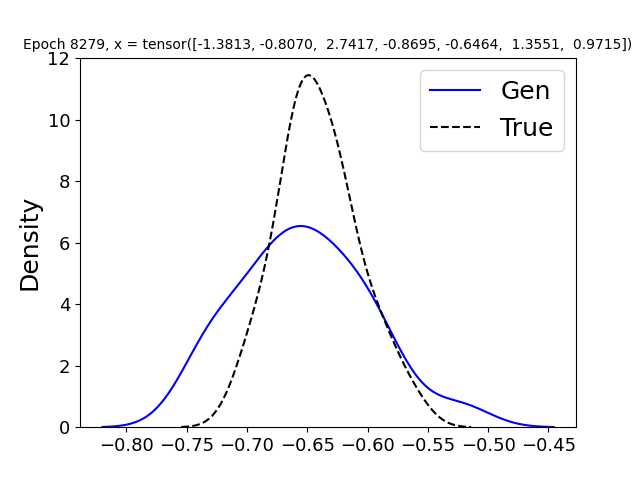 Epoch 8279, x = tensor([-1.3813, -0.8070,  2.7417, -0.8695, -0.6464,  1.3551,  0.9715])
12
10
8
6
4
2
0
Density
Gen
True
−0.80 −0.75 −0.70 −0.65 −0.60 −0.55 −0.50 −0.45